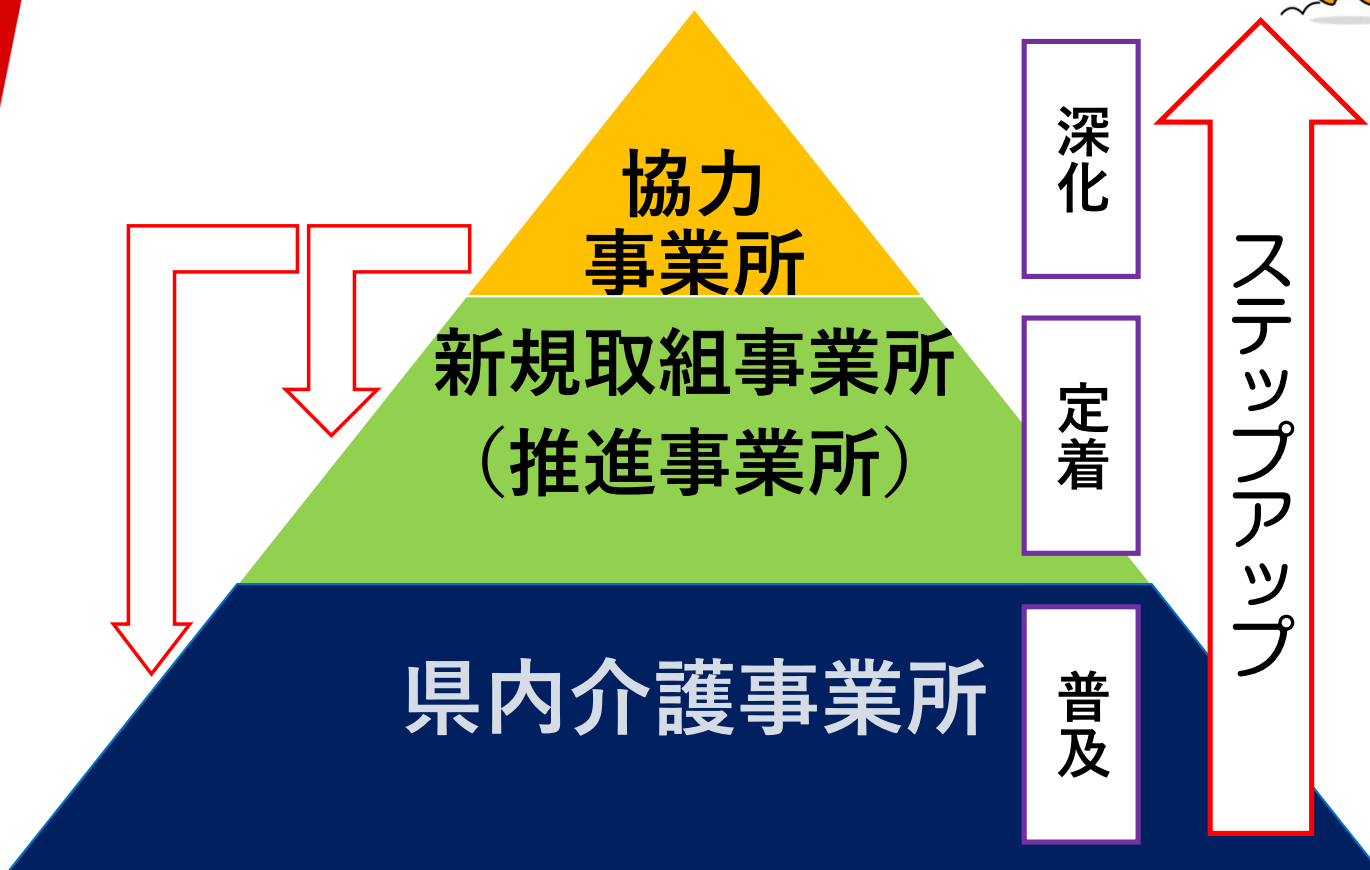 協力
事業所
新規取組事業所
（推進事業所）
県内介護事業所
深化
定着
普及
ステップアップ